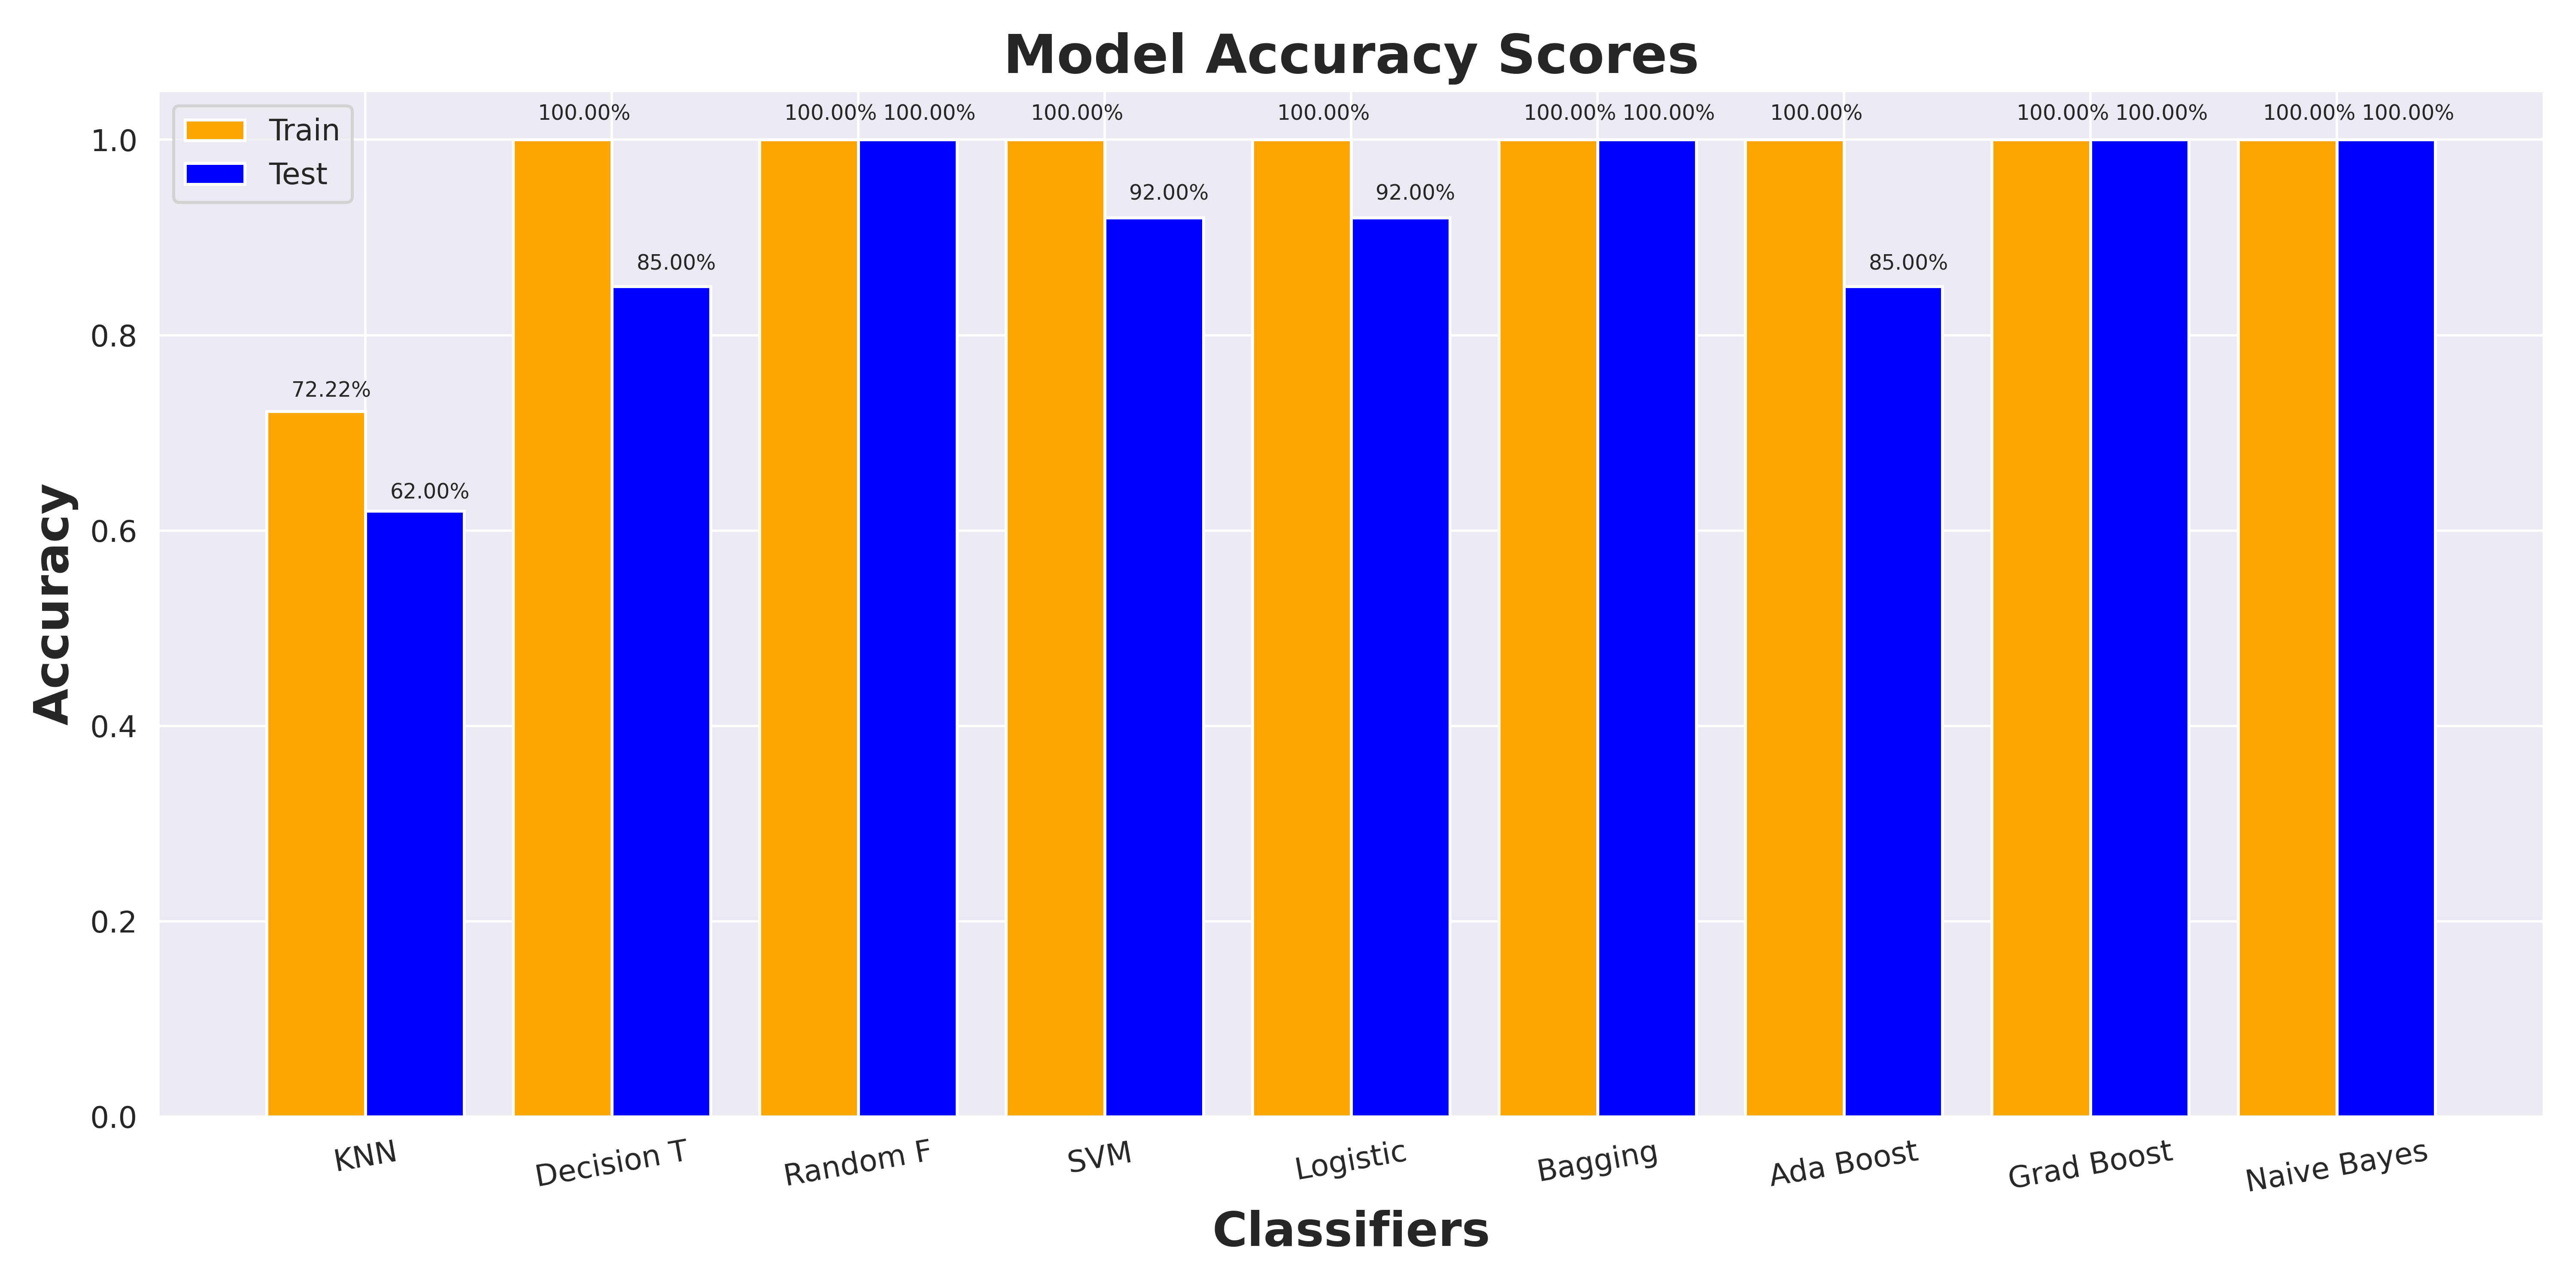 Model Accuracy Scores
Train
Test
100.00% 100.00% 100.00% 100.00% 100.00% 100.00% 100.00% 100.00% 100.00% 100.00% 100.00% 100.00%
92.00% 92.00%
85.00% 85.00%
72.22%
62.00%
1.0
0.8
0.6
0.4
0.2
0.0
Accuracy
KNN Decision T Random F SVM Logistic Bagging Ada Boost Grad Boost Naive Bayes
Classifiers